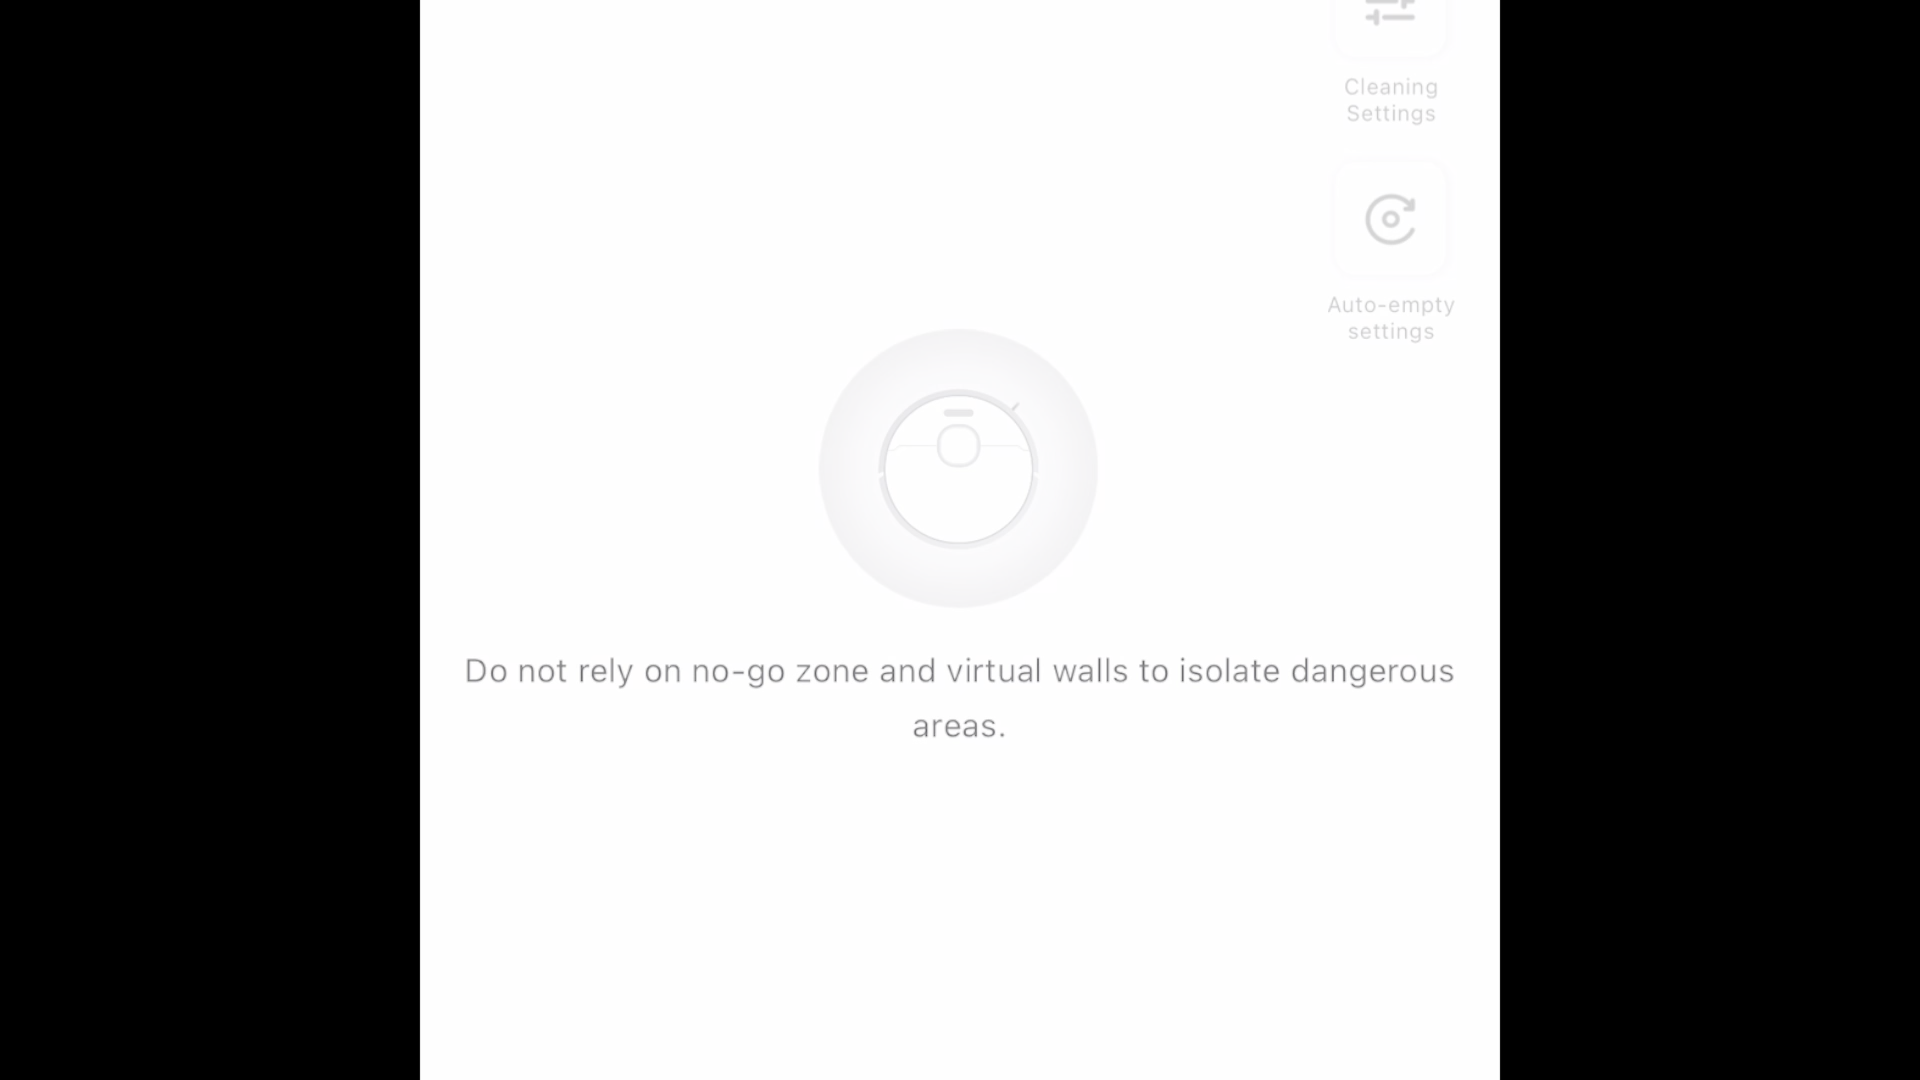 Cleaning
Settings
Auto-empty
settings
Do not rely on no-go zone and virtual walls to isolate dangerous
areas.